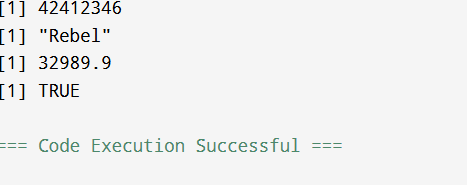 [1] 42412346
[1] "Rebel"
[1] 32989.9
[1] TRUE
=== Code Execution Successful ===